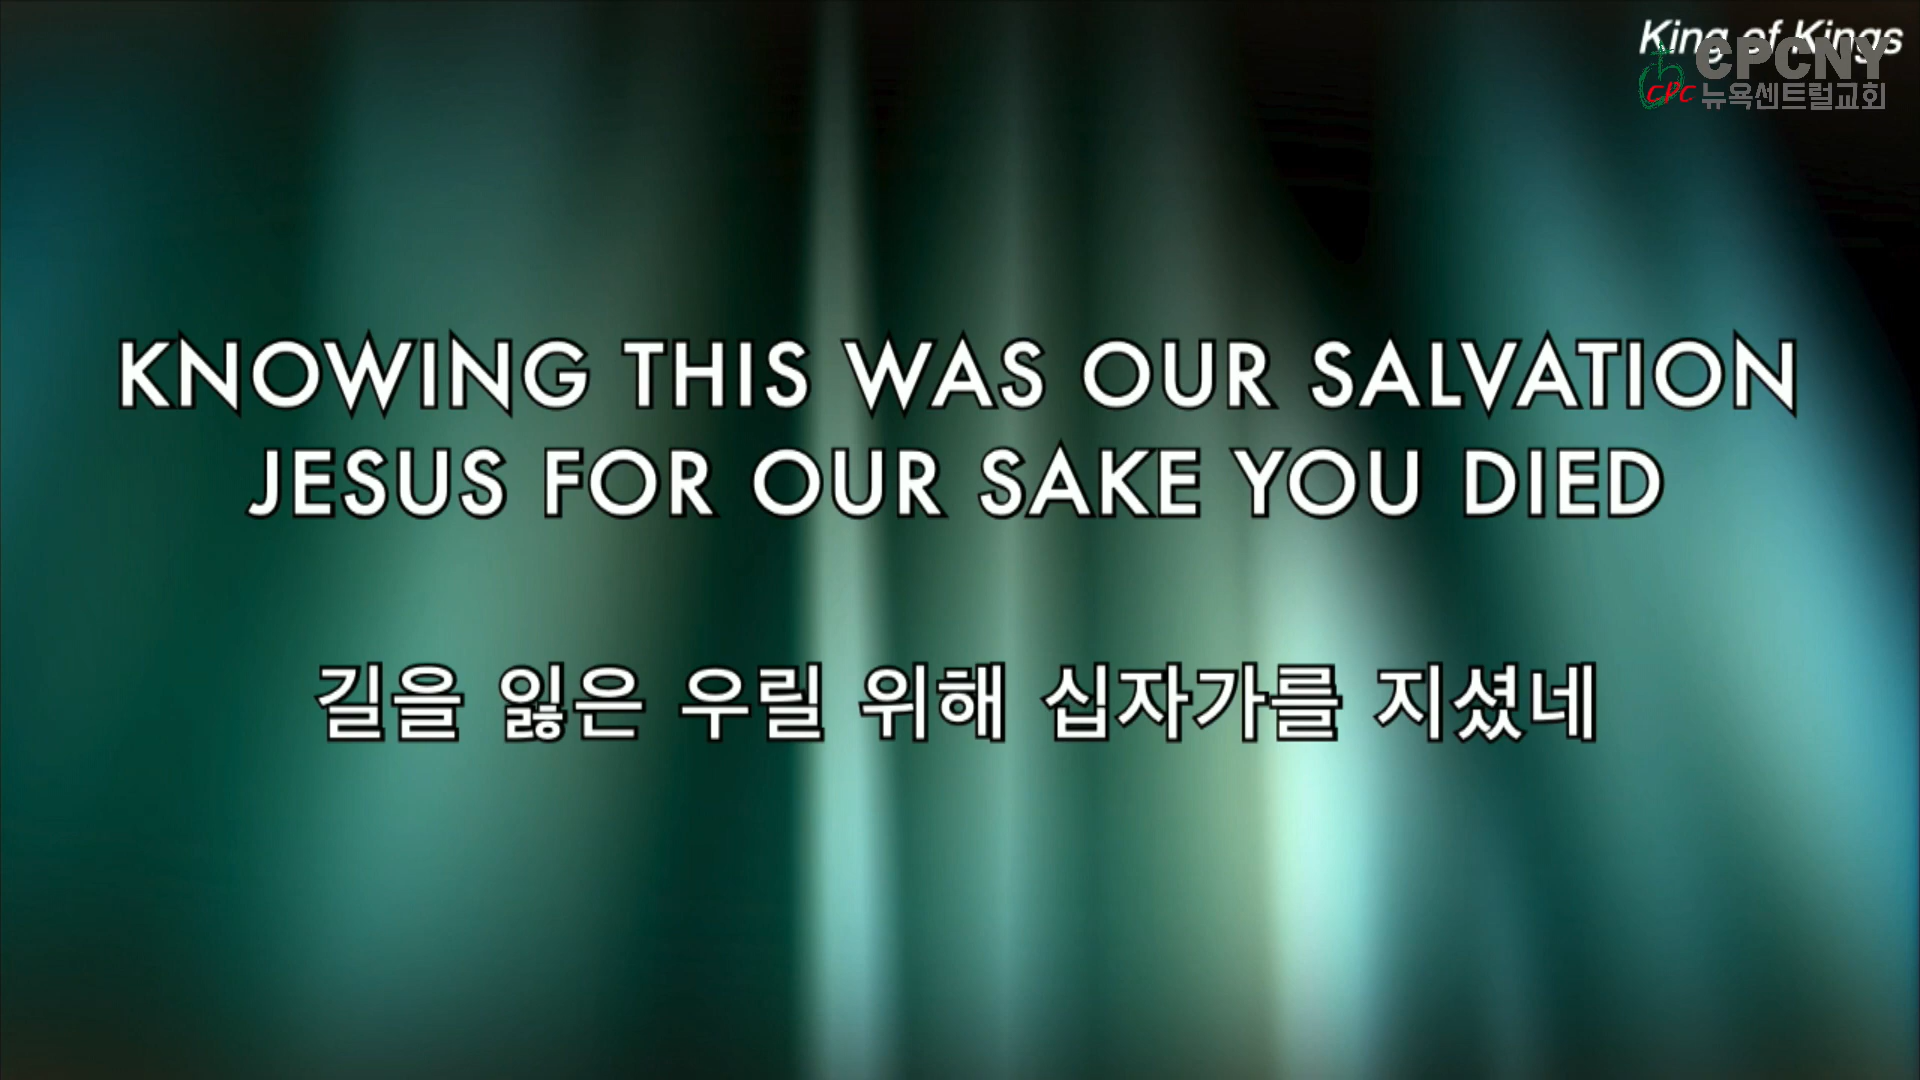 King of Kings
CPCNY
CPC 뉴욕센트럴교회
KNOWING THIS WAS OUR SALVATION
JESUS FOR OUR SAKE YOU DIED
길을 잃은 우릴 위해 십자가를 지셨네